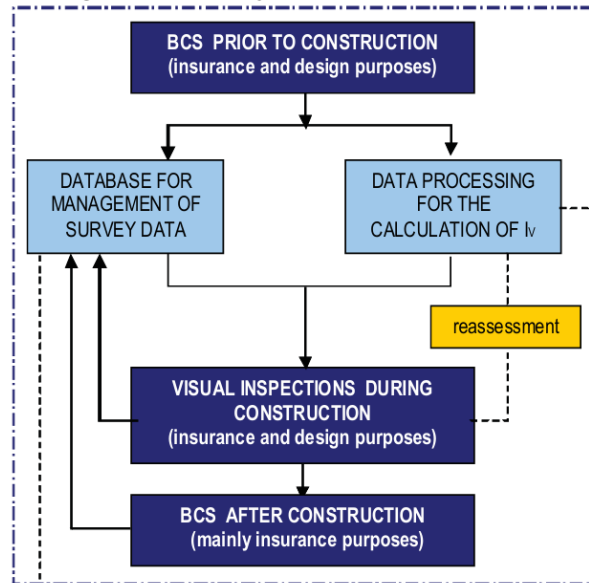 BCS PRIOR TO CONSTRUCTION
(insurance and design purposes)
DATABASE FOR
MANAGEMENT OF
SURVEY DATA
DATA PROCESSING
FOR THE
CALCULATION OF Iv
reassessment
VISUAL INSPECTIONS DURING
CONSTRUCTION
(insurance and design purposes)
BCS AFTER CONSTRUCTION
(mainly insurance purposes)